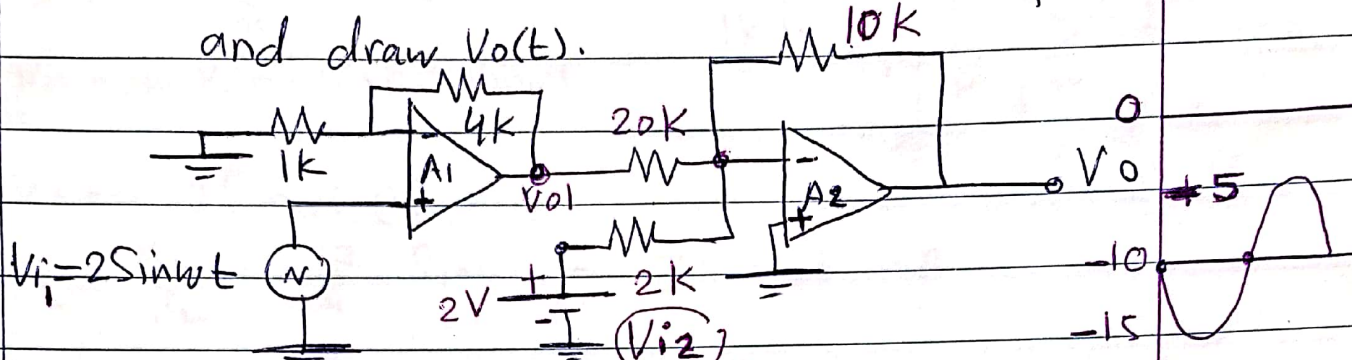 and draw Vo(t).
10K
4K
20K
0
1K
A1
-
+
Vo1
-
+
A2
Vo
+5
Vi1=2Sinwt
N
-10
2V
+
-
2K
Vi2
-15